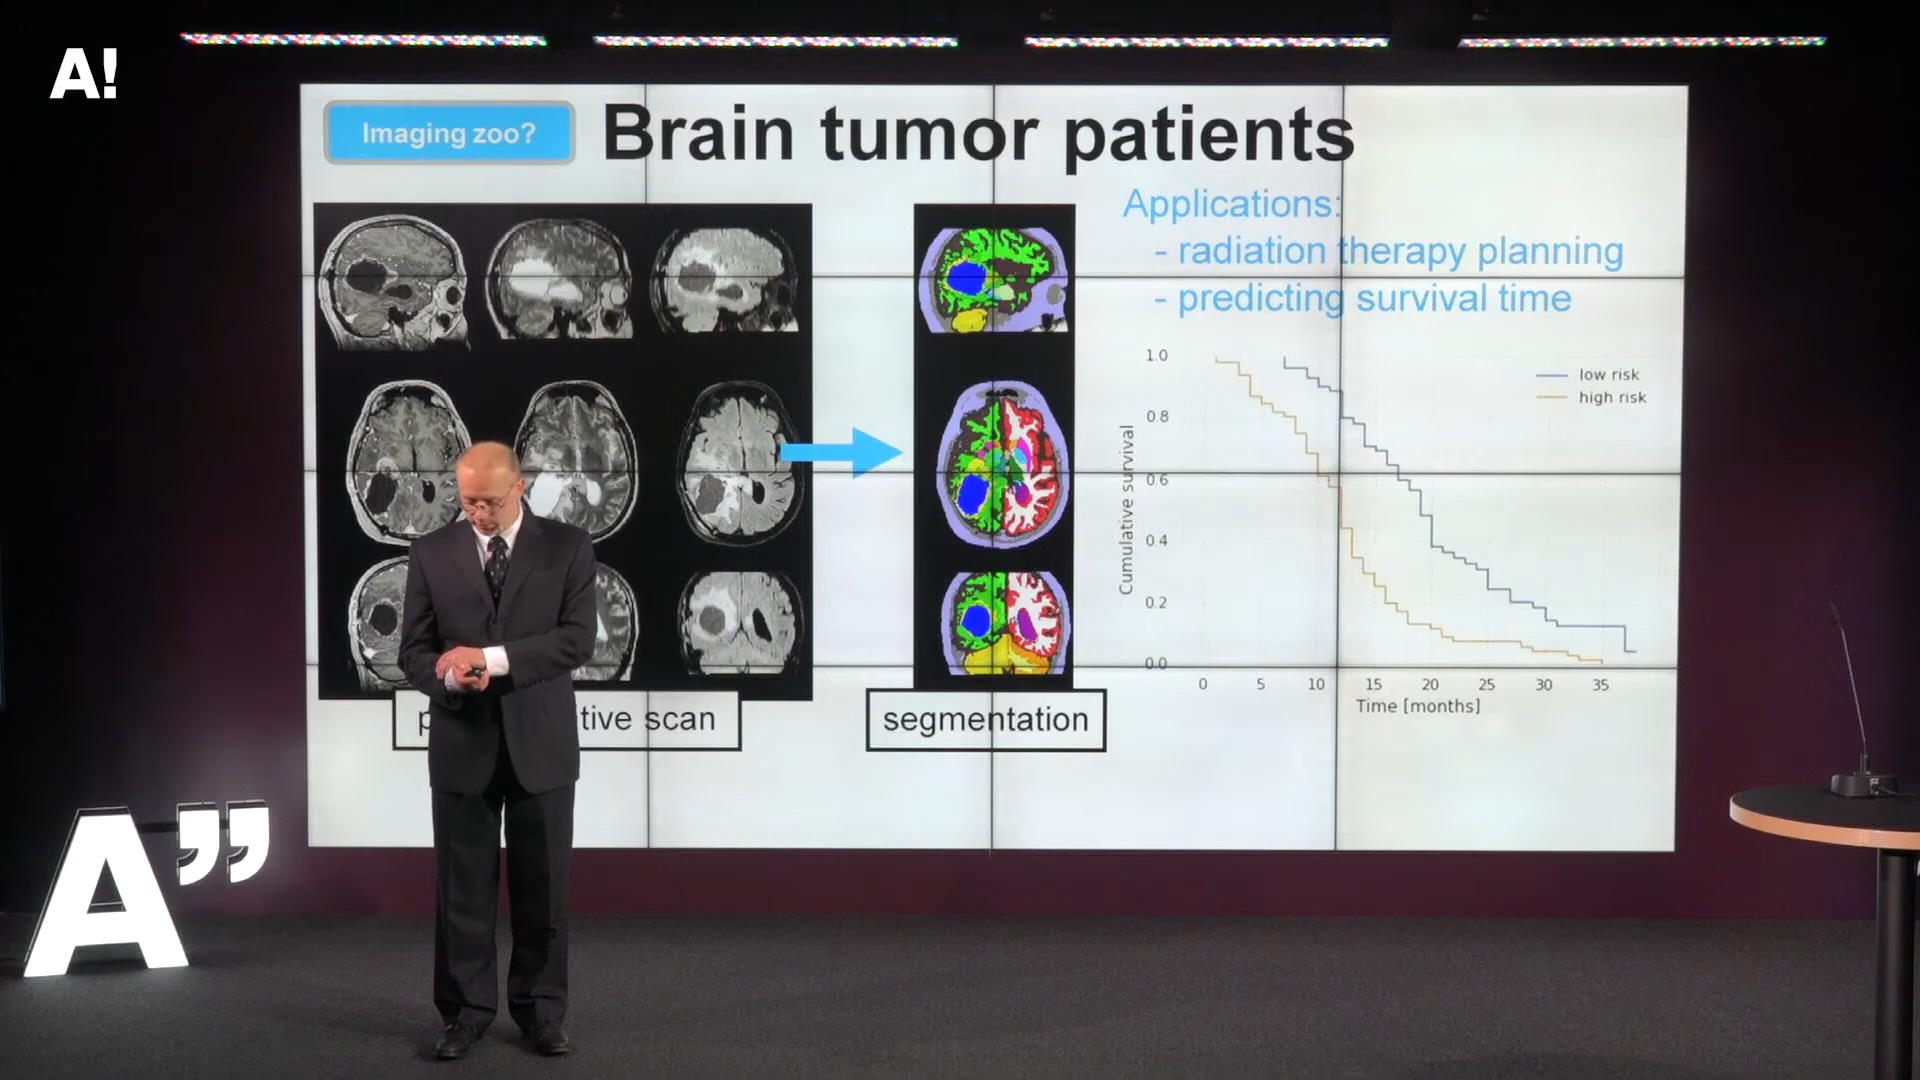 A!
Imaging zoo?
Brain tumor patients
Applications:
- radiation therapy planning
- predicting survival time
1.0
0.8
0.6
0.4
0.2
0.0
Cumulative survival
low risk
high risk
0 5 10 15 20 25 30 35
Time [months]
scan
segmentation
A”